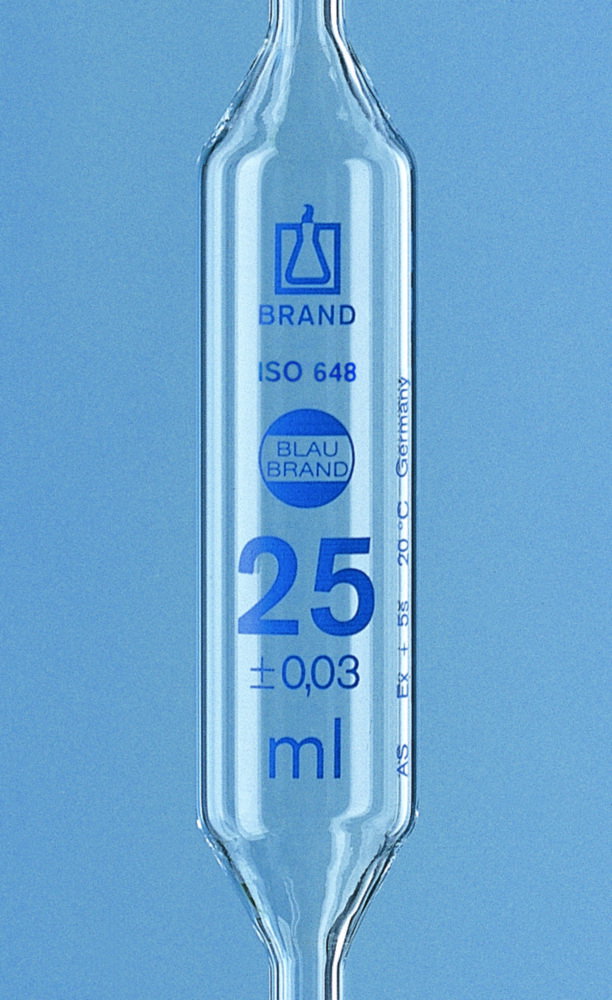 BRAND
ISO 648
BLAU
BRAND
25
±0,03
ml
AS Ex + 5s 20 °C Germany